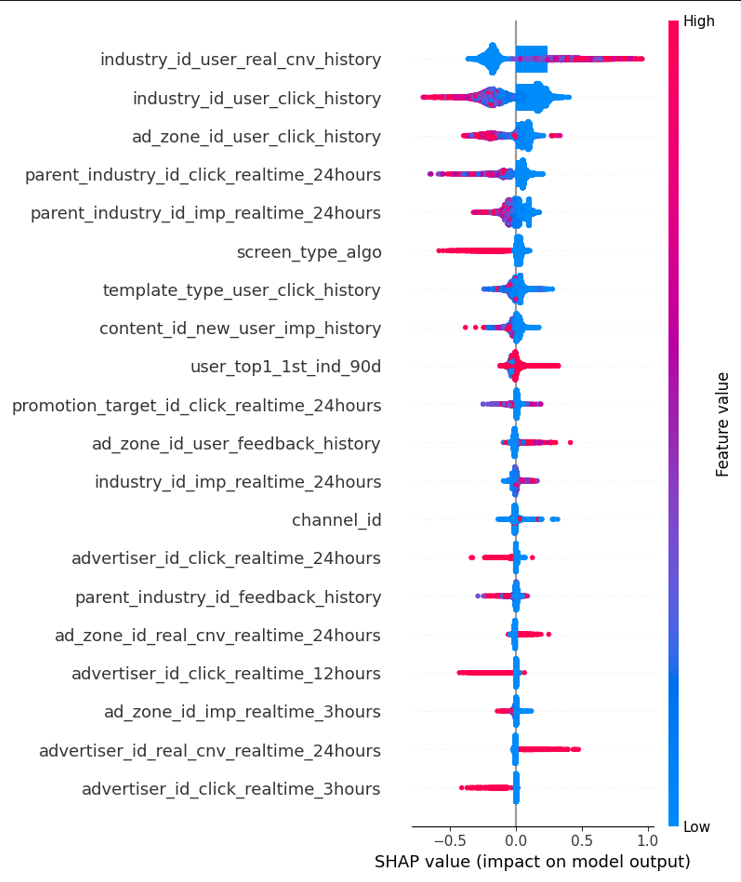 High
industry_id_user_real_cnv_history
industry_id_user_click_history
ad_zone_id_user_click_history
parent_industry_id_click_realtime_24hours
parent_industry_id_imp_realtime_24hours
screen_type_algo
template_type_user_click_history
content_id_new_user_imp_history
user_top1_1st_ind_90d
promotion_target_id_click_realtime_24hours
ad_zone_id_user_feedback_history
industry_id_imp_realtime_24hours
channel_id
advertiser_id_click_realtime_24hours
parent_industry_id_feedback_history
ad_zone_id_real_cnv_realtime_24hours
advertiser_id_click_realtime_12hours
ad_zone_id_imp_realtime_3hours
advertiser_id_real_cnv_realtime_24hours
advertiser_id_click_realtime_3hours
Feature value
Low
−0.5 0.0 0.5 1.0
SHAP value (impact on model output)